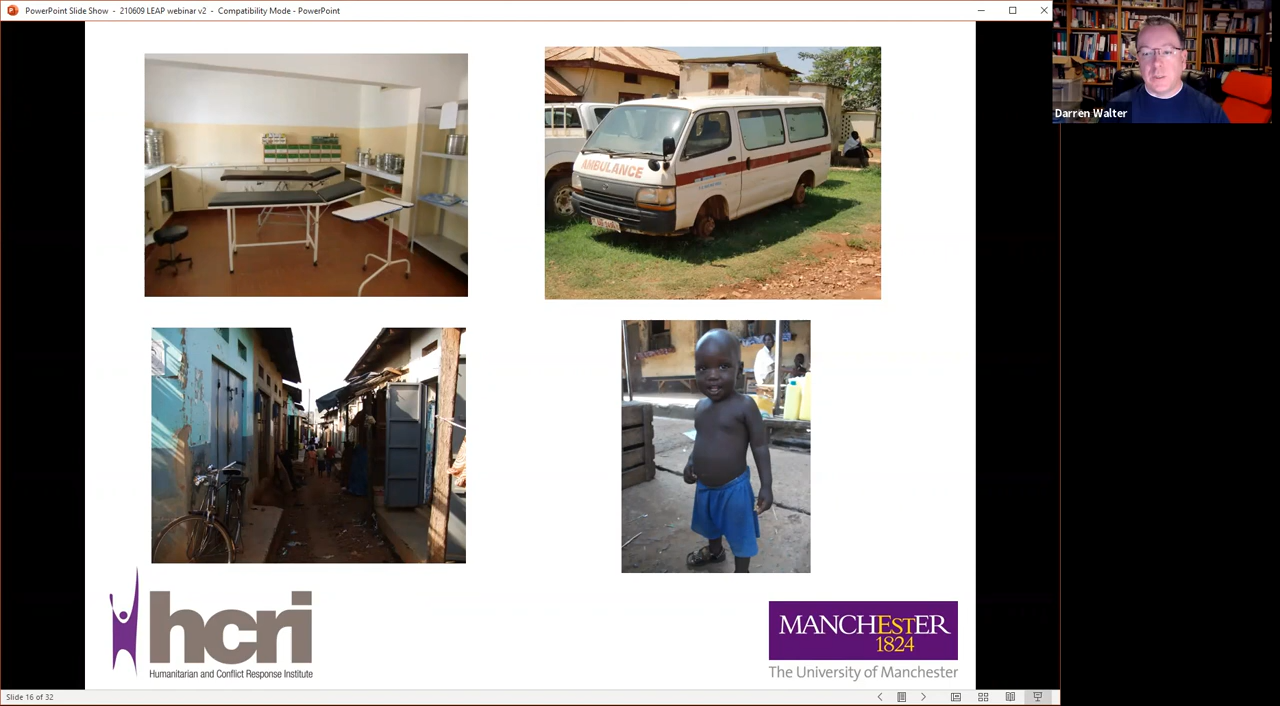 PowerPoint Slide Show - 210609 LEAP webinar v2 - Compatibility Mode - PowerPoint
Darren Walter
AMBULANCE
hcri
Humanitarian and Conflict Response Institute
MANCHESTER
1824
The University of Manchester
Slide 16 of 32